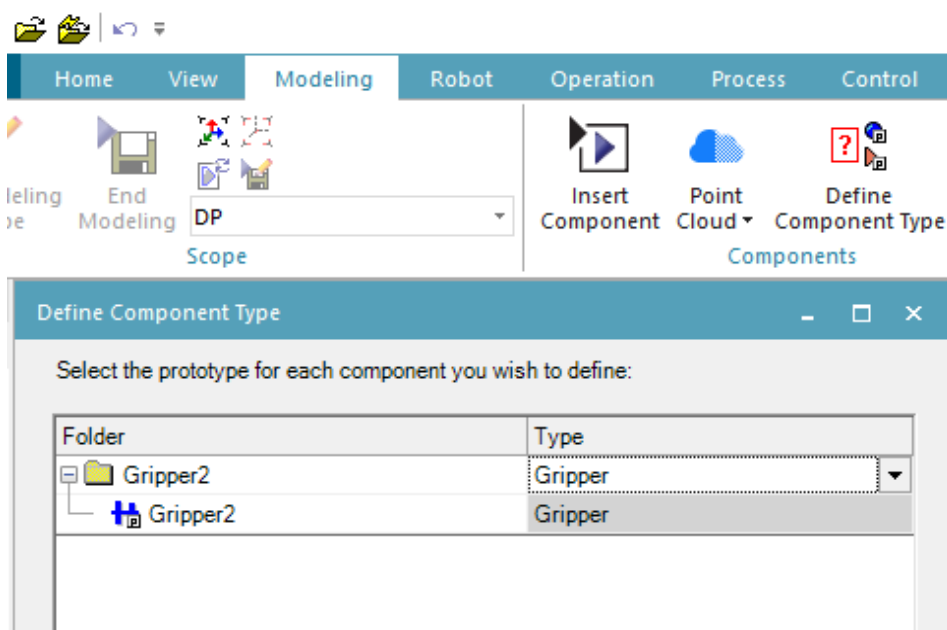 Home View Modeling Robot Operation Process Control
eling End Insert Point Define
pe Modeling DP Component Cloud Component Type
Scope Components
Define Component Type
Select the prototype for each component you wish to define:
Folder Type
Gripper2 Gripper
Gripper2 Gripper